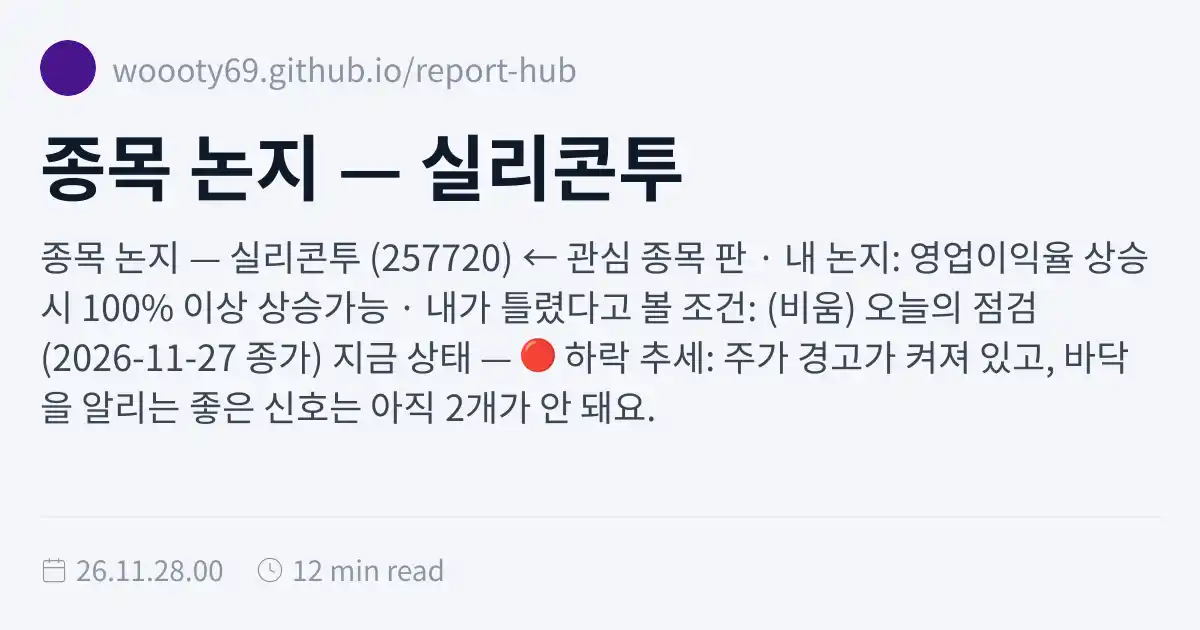 woooty69.github.io/report-hub
종목 논지 — 실리콘투
종목 논지 — 실리콘투 (257720) ← 관심 종목 판 · 내 논지: 영업이익율 상승
시 100% 이상 상승가능 · 내가 틀렸다고 볼 조건: (비움) 오늘의 점검
(2026-11-27 종가) 지금 상태 — 🔴 하락 추세: 주가 경고가 켜져 있고, 바닥
을 알리는 좋은 신호는 아직 2개가 안 돼요.
26.11.28.00 12 min read